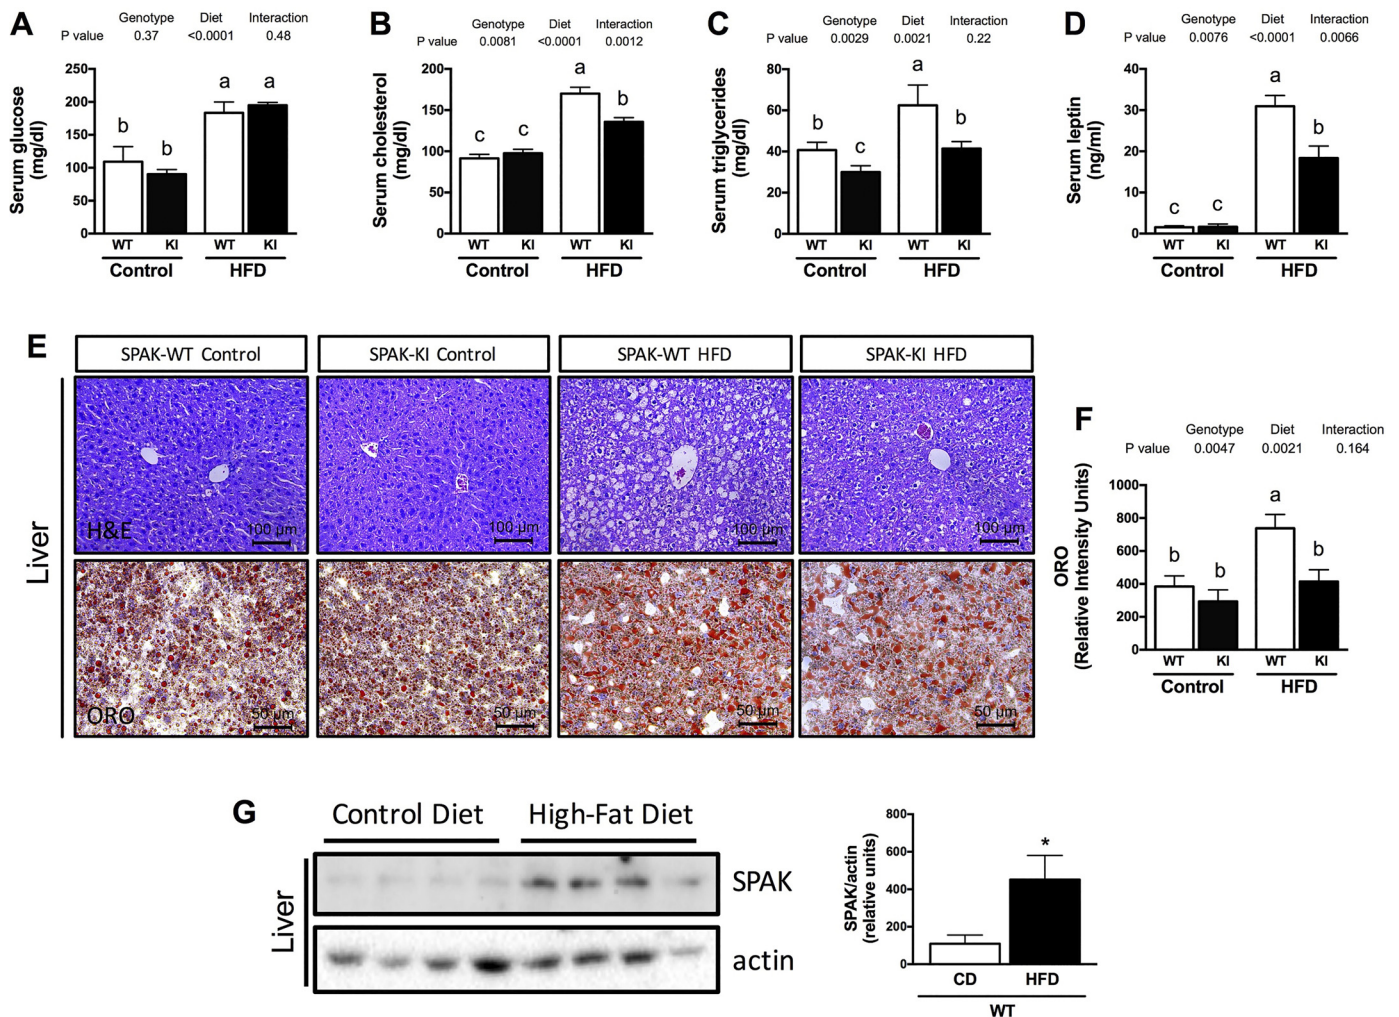 A
Genotype Diet Interaction
P value 0.37 <0.0001 0.48
Serum glucose
(mg/dl)
250
200
150
100
50
0
b b a a
WT KI WT KI
Control HFD
B
Genotype Diet Interaction
P value 0.0081 <0.0001 0.0012
Serum cholesterol
(mg/dl)
200
150
100
50
0
c c a b
WT KI WT KI
Control HFD
C
Genotype Diet Interaction
P value 0.0029 0.0021 0.22
Serum triglycerides
(mg/dl)
80
60
40
20
0
b c a b
WT KI WT KI
Control HFD
D
Genotype Diet Interaction
P value 0.0076 <0.0001 0.0066
Serum leptin
(ng/ml)
40
30
20
10
0
c c a b
WT KI WT KI
Control HFD
E
SPAK-WT Control
SPAK-KI Control
SPAK-WT HFD
SPAK-KI HFD
Liver
H&E
100 µm
100 µm
100 µm
100 µm
ORO
50 µm
50 µm
50 µm
50 µm
F
Genotype Diet Interaction
P value 0.0047 0.0021 0.164
ORO
(Relative Intensity Units)
1000
800
600
400
200
0
b b a b
WT KI WT KI
Control HFD
G
Control Diet High-Fat Diet
Liver
SPAK
actin
SPAK/actin
(relative units)
800
600
400
200
0
*
CD HFD
WT